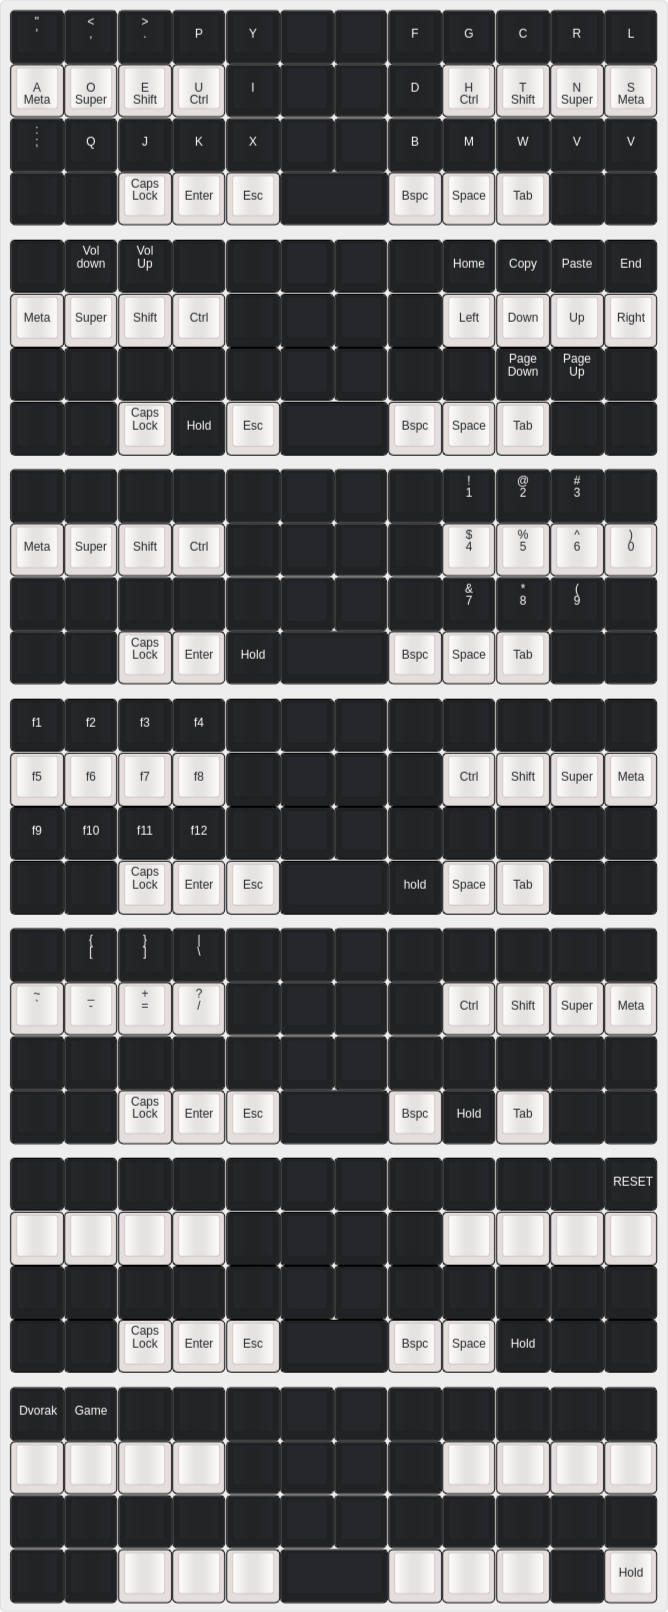 " < >
' , . P Y F G C R L
A O E U I D H T N S
Meta Super Shift Ctrl Ctrl Shift Super Meta
:
; Q J K X B M W V V
Caps
Lock Enter Esc Bspc Space Tab
Vol Vol
down Up Home Copy Paste End
Meta Super Shift Ctrl Left Down Up Right
Page Page
Down Up
Caps
Lock Hold Esc Bspc Space Tab
! @ #
1 2 3
$ % ^ )
Meta Super Shift Ctrl 4 5 6 0
& * (
7 8 9
Caps
Lock Enter Hold Bspc Space Tab
f1 f2 f3 f4
f5 f6 f7 f8 Ctrl Shift Super Meta
f9 f10 f11 f12
Caps
Lock Enter Esc hold Space Tab
{ } |
[ ] \
~ _ + ?
` - = / Ctrl Shift Super Meta
Caps
Lock Enter Esc Bspc Hold Tab
RESET
Caps
Lock Enter Esc Bspc Space Hold
Dvorak Game
Hold